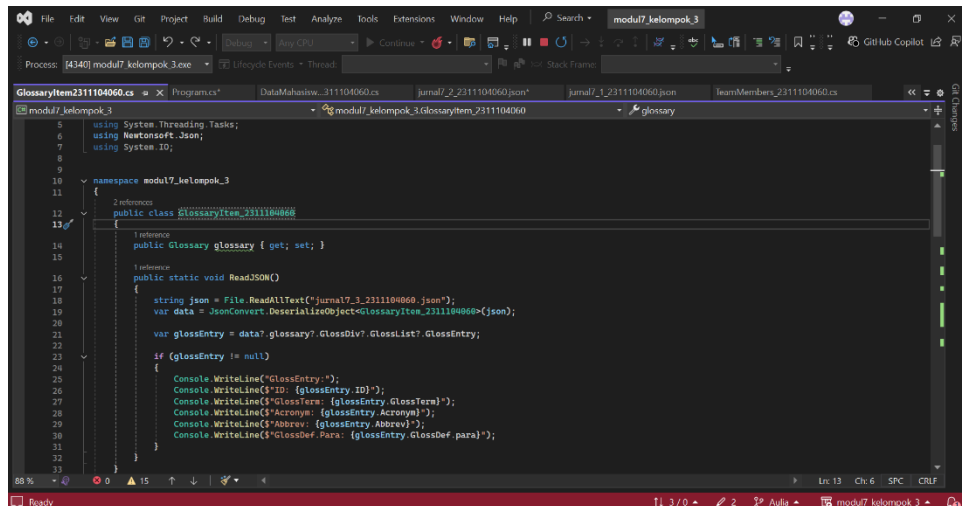 File Edit View Git Project Build Debug Test Analyze Tools Extensions Window Help Search modul7_kelompok_3
Debug Any CPU Continue GitHub Copilot
Process: [4340] modul7_kelompok_3.exe Lifecycle Events Thread: Stack Frame:
GlossaryItem2311104060.cs Program.cs* DataMahasisw...311104060.cs jurnal7_2_2311104060.json* jurnal7_1_2311104060.json TeamMembers_2311104060.cs
modul7_kelompok_3 modul7_kelompok_3.GlossaryItem_2311104060 glossary
Git Changes
5 using System.Threading.Tasks;
6 using Newtonsoft.Json;
7 using System.IO;
8
9
10 namespace modul7_kelompok_3
11 {
2 references
12 public class GlossaryItem_2311104060
13 {
1 reference
14 public Glossary glossary { get; set; }
15
1 reference
16 public static void ReadJSON()
17 {
18 string json = File.ReadAllText("jurnal7_3_2311104060.json");
19 var data = JsonConvert.DeserializeObject<GlossaryItem_2311104060>(json);
20
21 var glossEntry = data?.glossary?.GlossDiv?.GlossList?.GlossEntry;
22
23 if (glossEntry != null)
24 {
25 Console.WriteLine("GlossEntry:");
26 Console.WriteLine($"ID: {glossEntry.ID}");
27 Console.WriteLine($"GlossTerm: {glossEntry.GlossTerm}");
28 Console.WriteLine($"Acronym: {glossEntry.Acronym}");
29 Console.WriteLine($"Abbrev: {glossEntry.Abbrev}");
30 Console.WriteLine($"GlossDef.Para: {glossEntry.GlossDef.para}");
31 }
32 }
33 }
88 % 0 15 Ln: 13 Ch: 6 SPC CRLF
Ready 3 / 0 2 Aulia modul7_kelompok_3